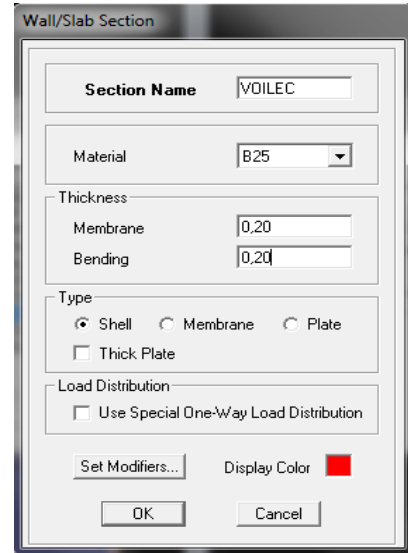 Wall/Slab Section
Section Name VOILEC
Material B25
Thickness
Membrane 0,20
Bending 0,20
Type
Shell Membrane Plate
Thick Plate
Load Distribution
Use Special One-Way Load Distribution
Set Modifiers... Display Color
OK Cancel